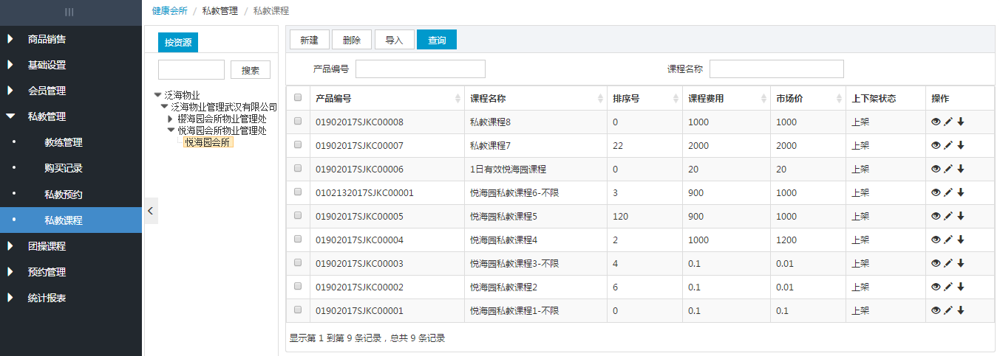 健康会所 / 私教管理 / 私教课程
商品销售
基础设置
会员管理
私教管理
教练管理
购买记录
私教预约
私教课程
团操课程
预约管理
统计报表
按资源
搜索
泛海物业
泛海物业管理武汉有限公司
樱海园会所物业管理处
悦海园会所物业管理处
悦海园会所
新建 删除 导入 查询
产品编号 课程名称
产品编号 课程名称 排序号 课程费用 市场价 上下架状态 操作
01902017SJKC00008 私教课程8 0 1000 1000 上架
01902017SJKC00007 私教课程7 22 2000 2000 上架
01902017SJKC00006 1日有效悦海园课程 0 20 20 上架
0102132017SJKC00001 悦海园私教课程6-不限 3 900 1000 上架
01902017SJKC00005 悦海园私教课程5 120 900 1000 上架
01902017SJKC00004 悦海园私教课程4 2 1000 1200 上架
01902017SJKC00003 悦海园私教课程3-不限 4 0.1 0.01 上架
01902017SJKC00002 悦海园私教课程2 6 0.1 0.01 上架
01902017SJKC00001 悦海园私教课程1-不限 0 0.1 0.1 上架
显示第 1 到第 9 条记录，总共 9 条记录